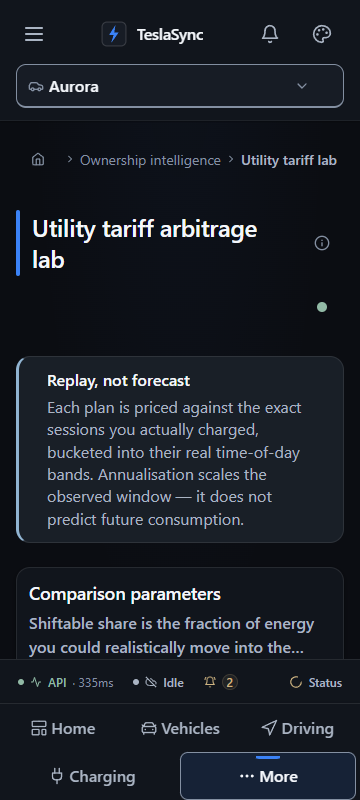 TeslaSync
Aurora
Ownership intelligence Utility tariff lab
Utility tariff arbitrage
lab
Replay, not forecast
Each plan is priced against the exact
sessions you actually charged,
bucketed into their real time-of-day
bands. Annualisation scales the
observed window — it does not
predict future consumption.
Comparison parameters
Shiftable share is the fraction of energy
you could realistically move into the...
API · 335ms Idle 2 Status
Home Vehicles Driving
Charging More